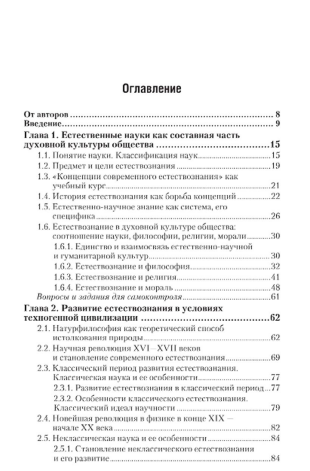 Оглавление
От авторов ........ 8
Введение ........ 9
Глава 1. Естественные науки как составная часть
духовной культуры общества ........ 15
1.1. Понятие науки. Классификация наук ........ 15
1.2. Предмет и цели естествознания ........ 19
1.3. «Концепции современного естествознания» как
учебный курс ........ 21
1.4. История естествознания как борьба концепций ........ 22
1.5. Естественно-научное знание как система, его
специфика ........ 26
1.6. Естествознание в духовной культуре общества:
соотношение науки, философии, религии, морали ........ 30
1.6.1. Единство и взаимосвязь естественно-научной
и гуманитарной культур ........ 30
1.6.2. Естествознание и философия ........ 32
1.6.3. Естествознание и религия ........ 41
1.6.4. Естествознание и мораль ........ 48
Вопросы и задания для самоконтроля ........ 61
Глава 2. Развитие естествознания в условиях
техногенной цивилизации ........ 62
2.1. Натурфилософия как теоретический способ
истолкования природы ........ 62
2.2. Научная революция XVI–XVII веков
и становление современного естествознания ........ 69
2.3. Классический период развития естествознания.
Классическая наука и ее особенности ........ 77
2.3.1. Развитие естествознания в классический период ........ 77
2.3.2. Особенности классического естествознания.
Классический идеал научности ........ 79
2.4. Новейшая революция в физике в конце XIX —
начале XX века ........ 82
2.5. Неклассическая наука и ее особенности ........ 84
2.5.1. Становление неклассического естествознания
и его развитие ........ 84